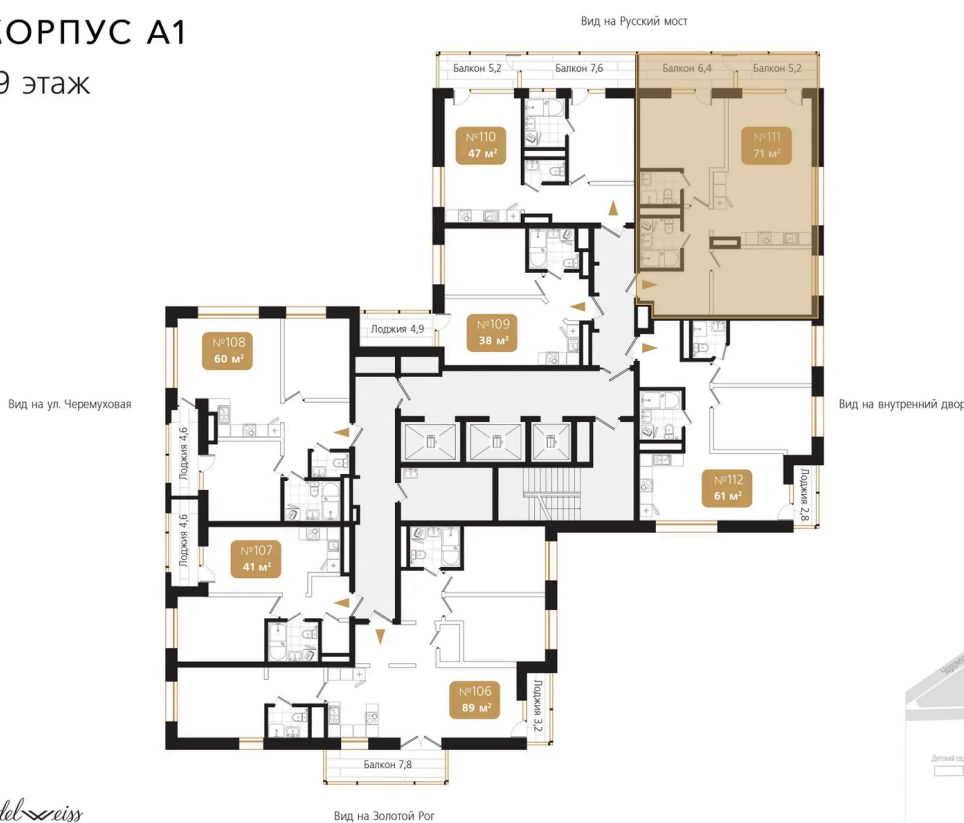 КОРПУС А1
9 этаж
Вид на Русский мост
Балкон 5,2
Балкон 7,6
Балкон 6,4
Балкон 5,2
№110
47 м²
№111
71 м²
Лоджия 4,9
№109
38 м²
№108
60 м²
Вид на ул. Черемуховая
Вид на внутренний двор
Лоджия 4,6
Лоджия 4,6
№112
61 м²
Лоджия 2,8
№107
41 м²
№106
89 м²
Лоджия 3,2
Балкон 7,8
Детский
Вид на Золотой Рог